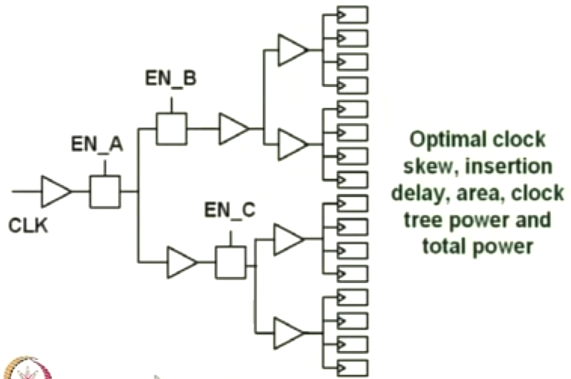 EN_B
EN_A
EN_C
CLK
Optimal clock
skew, insertion
delay, area, clock
tree power and
total power